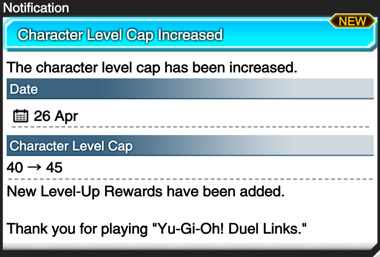 Notification
NEW
Character Level Cap Increased
The character level cap has been increased.
Date
26 Apr
Character Level Cap
40 → 45
New Level-Up Rewards have been added.
Thank you for playing "Yu-Gi-Oh! Duel Links."